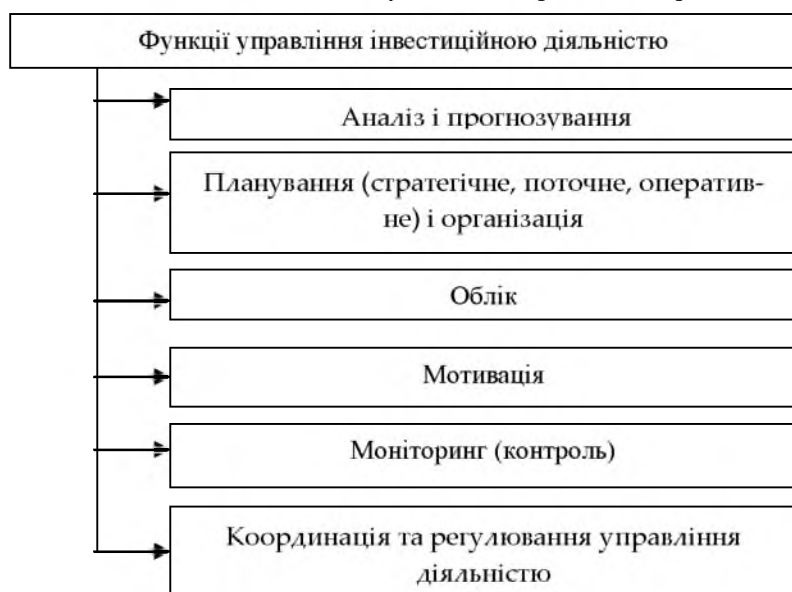 Функції управління інвестиційною діяльністю
Аналіз і прогнозування
Планування (стратегічне, поточне, оператив-
не) і організація
Облік
Мотивація
Моніторинг (контроль)
Координація та регулювання управління
діяльністю